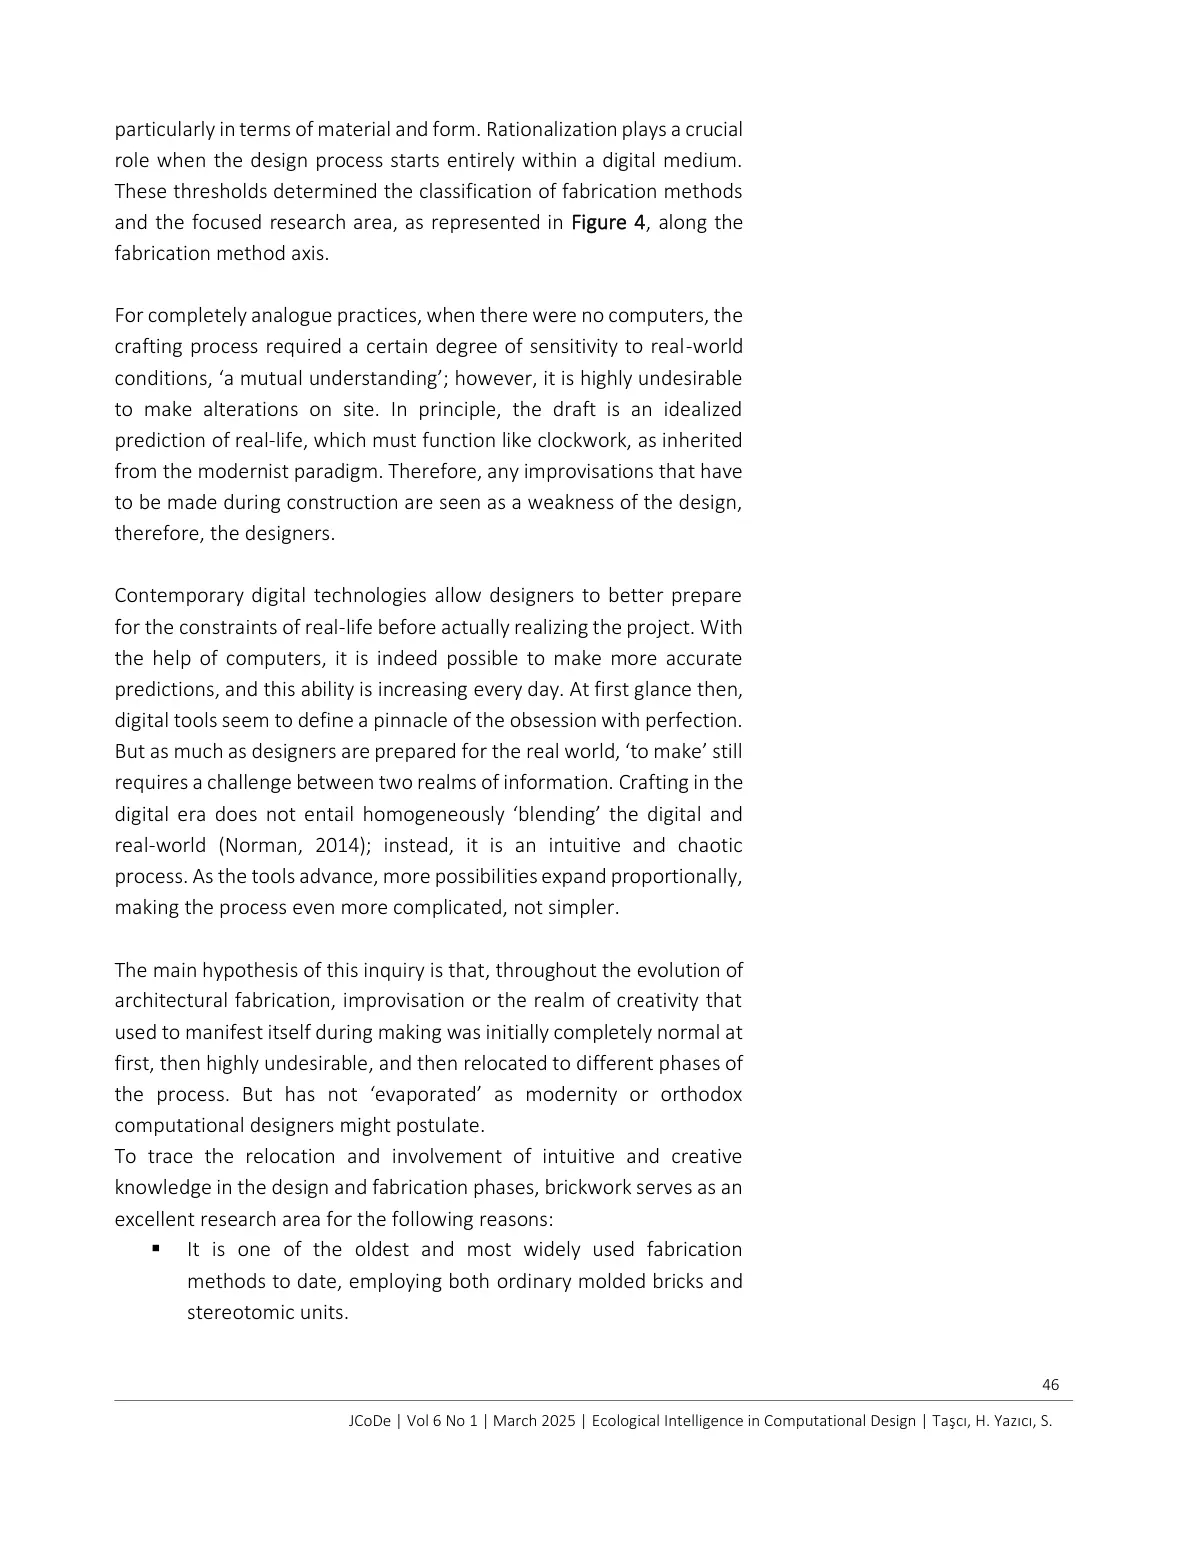 particularly in terms of material and form. Rationalization plays a crucial
role when the design process starts entirely within a digital medium.
These thresholds determined the classification of fabrication methods
and the focused research area, as represented in Figure 4, along the
fabrication method axis.
For completely analogue practices, when there were no computers, the
crafting process required a certain degree of sensitivity to real-world
conditions, ‘a mutual understanding’; however, it is highly undesirable
to make alterations on site. In principle, the draft is an idealized
prediction of real-life, which must function like clockwork, as inherited
from the modernist paradigm. Therefore, any improvisations that have
to be made during construction are seen as a weakness of the design,
therefore, the designers.
Contemporary digital technologies allow designers to better prepare
for the constraints of real-life before actually realizing the project. With
the help of computers, it is indeed possible to make more accurate
predictions, and this ability is increasing every day. At first glance then,
digital tools seem to define a pinnacle of the obsession with perfection.
But as much as designers are prepared for the real world, ‘to make’ still
requires a challenge between two realms of information. Crafting in the
digital era does not entail homogeneously ‘blending’ the digital and
real-world (Norman, 2014); instead, it is an intuitive and chaotic
process. As the tools advance, more possibilities expand proportionally,
making the process even more complicated, not simpler.
The main hypothesis of this inquiry is that, throughout the evolution of
architectural fabrication, improvisation or the realm of creativity that
used to manifest itself during making was initially completely normal at
first, then highly undesirable, and then relocated to different phases of
the process. But has not ‘evaporated’ as modernity or orthodox
computational designers might postulate.
To trace the relocation and involvement of intuitive and creative
knowledge in the design and fabrication phases, brickwork serves as an
excellent research area for the following reasons:
▪ It is one of the oldest and most widely used fabrication
methods to date, employing both ordinary molded bricks and
stereotomic units.
46
JCoDe | Vol 6 No 1 | March 2025 | Ecological Intelligence in Computational Design | Taşcı, H. Yazıcı, S.